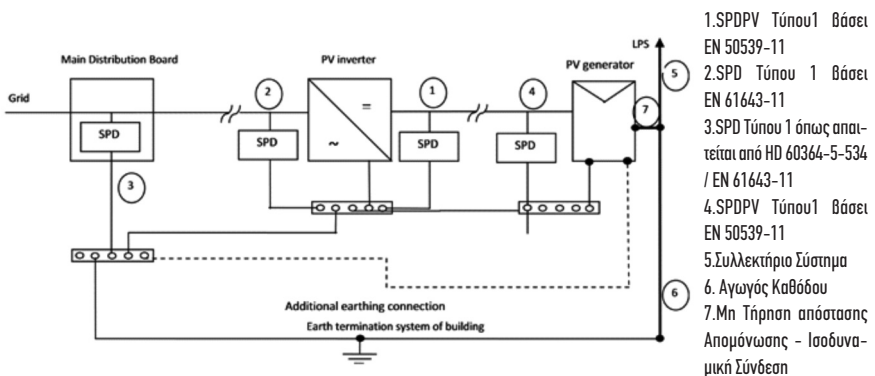 LPS
Main Distribution Board
PV inverter
PV generator
5
Grid
2
1
4
7
=
SPD
SPD
~
SPD
SPD
3
6
Additional earthing connection
Earth termination system of building
1.SPDPV Τύπου1 βάσει
EN 50539-11
2.SPD Τύπου 1 βάσει
EN 61643-11
3.SPD Τύπου 1 όπως απαι-
τείται από HD 60364-5-534
/ EN 61643-11
4.SPDPV Τύπου1 βάσει
EN 50539-11
5.Συλλεκτήριο Σύστημα
6. Αγωγός Καθόδου
7.Μη Τήρηση απόστασης
Απομόνωσης - Ισοδυνα-
μική Σύνδεση